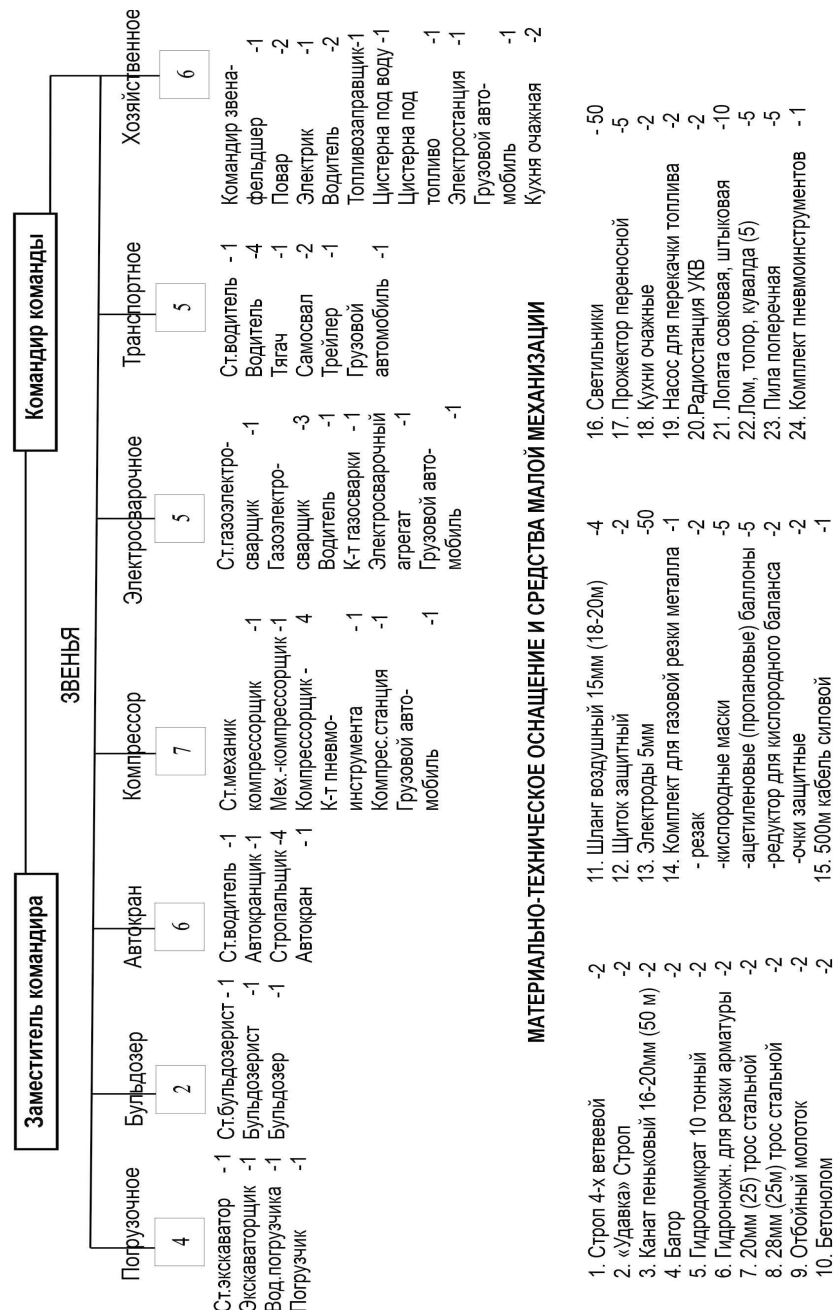 Заместитель командира
Командир команды
ЗВЕНЬЯ
Погрузочное
4
Ст.экскаватор - 1
Экскаваторщик -1
Вод.погрузчика -1
Погрузчик -1
Бульдозер
2
Ст.бульдозерист - 1
Бульдозерист -1
Бульдозер -1
Автокран
6
Ст.водитель -1
Автокранщик -1
Стропальщик -4
Автокран - 1
Компрессор
7
Ст.механик
компрессорщик -1
Мех.-компрессорщик -1
Компрессорщик - 4
К-т пневмо-
инструмента - 1
Компрес.станция -1
Грузовой авто-
мобиль -1
Электросварочное
5
Ст.газоэлектро-
сварщик -1
Газоэлектро-
сварщик -3
Водитель -1
К-т газосварки - 1
Электросварочный
агрегат -1
Грузовой авто-
мобиль -1
Транспортное
5
Ст.водитель - 1
Водитель -4
Тягач -1
Самосвал -2
Трейлер -1
Грузовой
автомобиль -1
Хозяйственное
6
Командир звена-
фельдшер -1
Повар -2
Электрик -1
Водитель -2
Топливозаправщик-1
Цистерна под воду -1
Цистерна под
топливо -1
Электростанция -1
Грузовой авто-
мобиль -1
Кухня очажная -2
МАТЕРИАЛЬНО-ТЕХНИЧЕСКОЕ ОСНАЩЕНИЕ И СРЕДСТВА МАЛОЙ МЕХАНИЗАЦИИ
1. Строп 4-х ветвевой -2
2. «Удавка» Строп -2
3. Канат пеньковый 16-20мм (50 м) -2
4. Багор -2
5. Гидродомкрат 10 тонный -2
6. Гидроножн. для резки арматуры -2
7. 20мм (25) трос стальной -2
8. 28мм (25м) трос стальной -2
9. Отбойный молоток -2
10. Бетонолом -2
11. Шланг воздушный 15мм (18-20м) -4
12. Щиток защитный -2
13. Электроды 5мм -50
14. Комплект для газовой резки металла -1
- резак -2
-кислородные маски -5
-ацетиленовые (пропановые) баллоны -5
-редуктор для кислородного баланса -2
-очки защитные -2
15. 500м кабель силовой -1
16. Светильники - 50
17. Прожектор переносной -5
18. Кухни очажные -2
19. Насос для перекачки топлива -2
20.Радиостанция УКВ -2
21. Лопата совковая, штыковая -10
22.Лом, топор, кувалда (5) -5
23. Пила поперечная -5
24. Комплект пневмоинструментов - 1